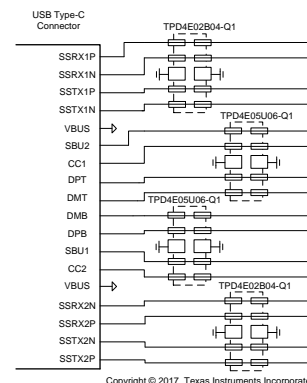 USB Type-C
Connector
TPD4E02B04-Q1
SSRX1P
SSRX1N
SSTX1P
SSTX1N
TPD4E05U06-Q1
VBUS
SBU2
CC1
DPT
DMT
TPD4E05U06-Q1
DMB
DPB
SBU1
CC2
VBUS
TPD4E02B04-Q1
SSRX2N
SSRX2P
SSTX2N
SSTX2P
Copyright © 2017, Texas Instruments Incorporate